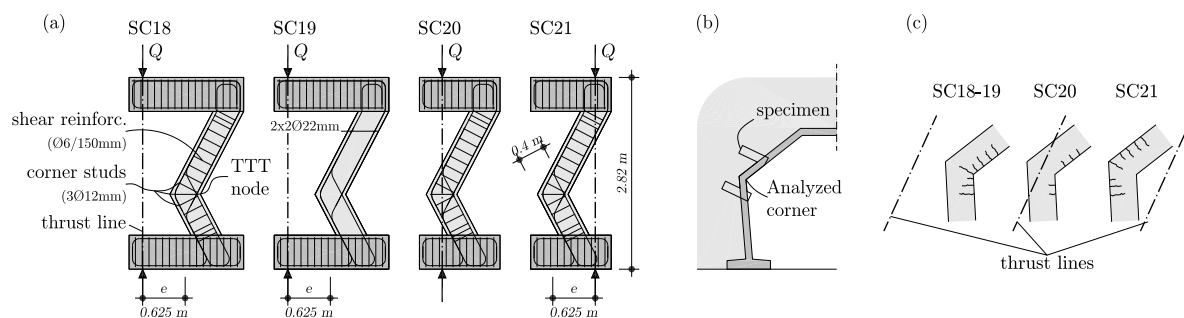 (a)
SC18
SC19
SC20
SC21
Q
Q
Q
Q
shear reinforc.
(Ø6/150mm)
corner studs
(3Ø12mm)
thrust line
TTT
node
2x2Ø22mm
0.4 m
2.82 m
e
0.625 m
e
0.625 m
e
0.625 m
(b)
specimen
Analyzed
corner
(c)
SC18-19
SC20
SC21
thrust lines